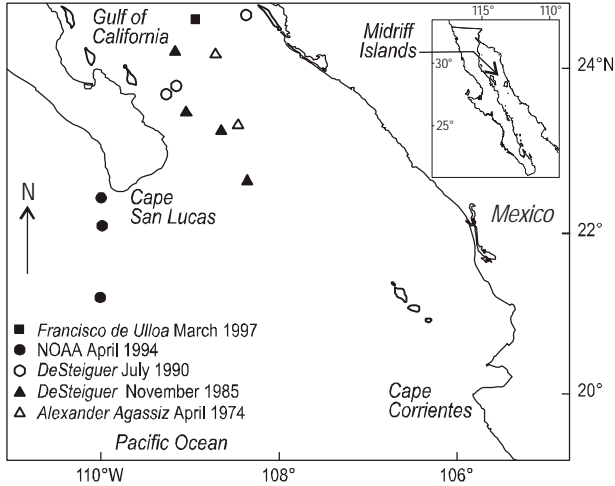 Gulf of
California
Midriff
Islands
115°
110°
30°
25°
24°N
N
Cape
San Lucas
Mexico
22°
Francisco de Ulloa March 1997
NOAA April 1994
DeSteiguer July 1990
DeSteiguer November 1985
Alexander Agassiz April 1974
Cape
Corrientes
20°
Pacific Ocean
110°W
108°
106°